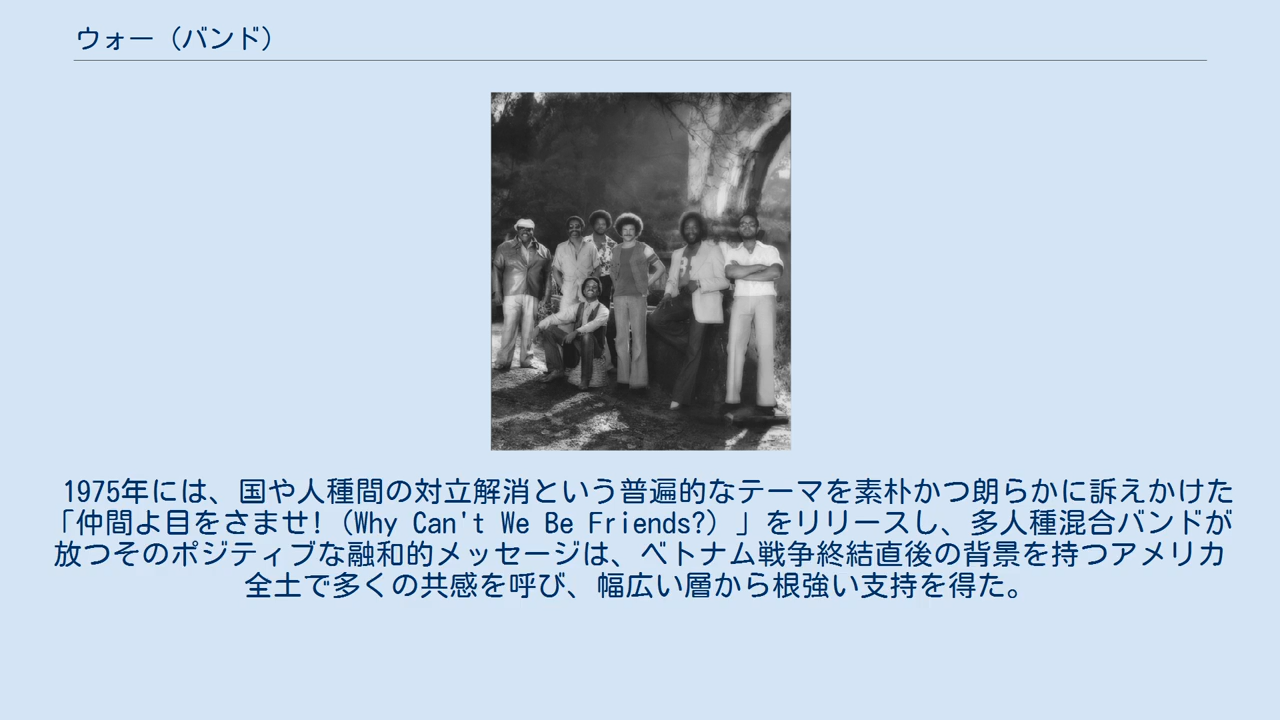 ウォー（バンド）
1975年には、国や人種間の対立解消という普遍的なテーマを素朴かつ朗らかに訴えかけた
「仲間よ目をさませ!（Why Can't We Be Friends?）」をリリースし、多人種混合バンドが
放つそのポジティブな融和的メッセージは、ベトナム戦争終結直後の背景を持つアメリカ
全土で多くの共感を呼び、幅広い層から根強い支持を得た。